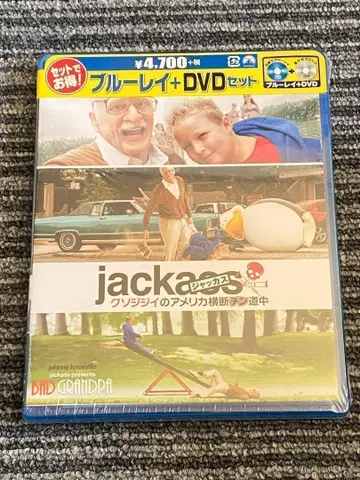 セットで
お得!
¥4,700+税
ブルーレイ+DVDセット
ブルーレイ+DVD
jackass
ジャッカス
クソジジイのアメリカ横断チン道中
johnny knoxville
jackass presents
BAD GRANDPA